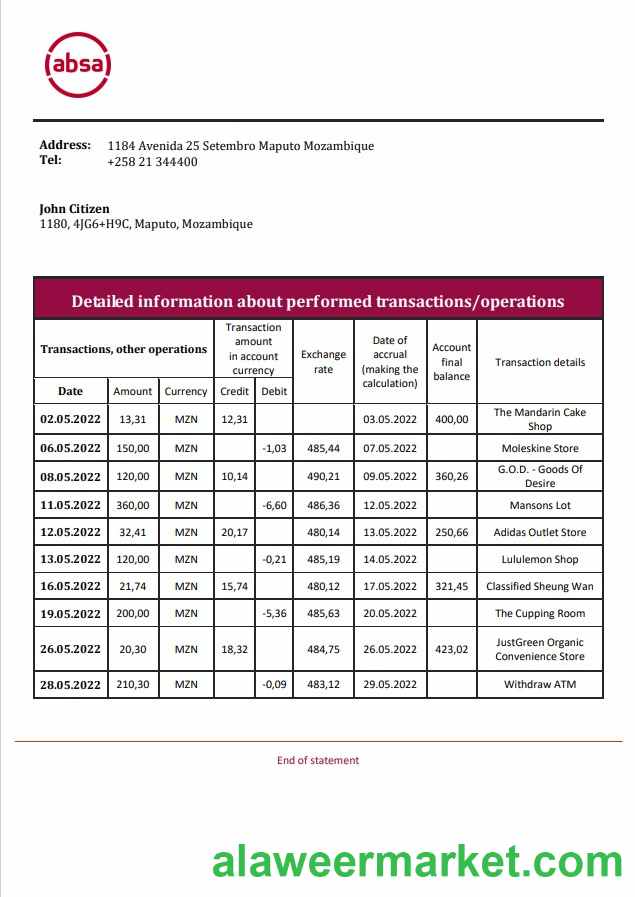 absa
Address: 1184 Avenida 25 Setembro Maputo Mozambique
Tel: +258 21 344400
John Citizen
1180, 4JG6+H9C, Maputo, Mozambique
Detailed information about performed transactions/operations
Transactions, other operations
Transaction
amount
in account
currency
Exchange
rate
Date of
accrual
(making the
calculation)
Account
final
balance
Transaction details
Date Amount Currency Credit Debit
02.05.2022 13,31 MZN 12,31 03.05.2022 400,00 The Mandarin Cake
Shop
06.05.2022 150,00 MZN -1,03 485,44 07.05.2022 Moleskine Store
08.05.2022 120,00 MZN 10,14 490,21 09.05.2022 360,26 G.O.D. - Goods Of
Desire
11.05.2022 360,00 MZN -6,60 486,36 12.05.2022 Mansons Lot
12.05.2022 32,41 MZN 20,17 480,14 13.05.2022 250,66 Adidas Outlet Store
13.05.2022 120,00 MZN -0,21 485,19 14.05.2022 Lululemon Shop
16.05.2022 21,74 MZN 15,74 480,12 17.05.2022 321,45 Classified Sheung Wan
19.05.2022 200,00 MZN -5,36 485,63 20.05.2022 The Cupping Room
26.05.2022 20,30 MZN 18,32 484,75 26.05.2022 423,02 JustGreen Organic
Convenience Store
28.05.2022 210,30 MZN -0,09 483,12 29.05.2022 Withdraw ATM
End of statement
alaweermarket.com